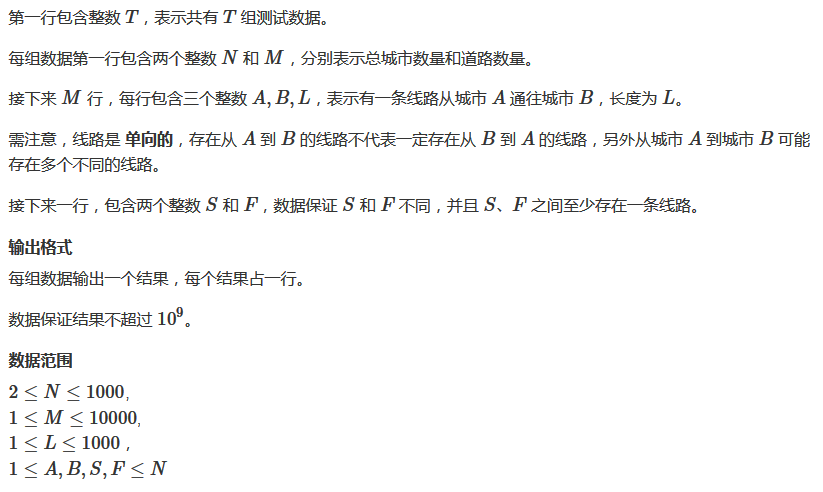 第一行包含整数 T，表示共有 T 组测试数据。
每组数据第一行包含两个整数 N 和 M，分别表示总城市数量和道路数量。
接下来 M 行，每行包含三个整数 A, B, L，表示有一条线路从城市 A 通往城市 B，长度为 L。
需注意，线路是 单向的，存在从 A 到 B 的线路不代表一定存在从 B 到 A 的线路，另外从城市 A 到城市 B 可能
存在多个不同的线路。
接下来一行，包含两个整数 S 和 F，数据保证 S 和 F 不同，并且 S、F 之间至少存在一条线路。
输出格式
每组数据输出一个结果，每个结果占一行。
数据保证结果不超过 10⁹。
数据范围
2 ≤ N ≤ 1000,
1 ≤ M ≤ 10000,
1 ≤ L ≤ 1000，
1 ≤ A, B, S, F ≤ N